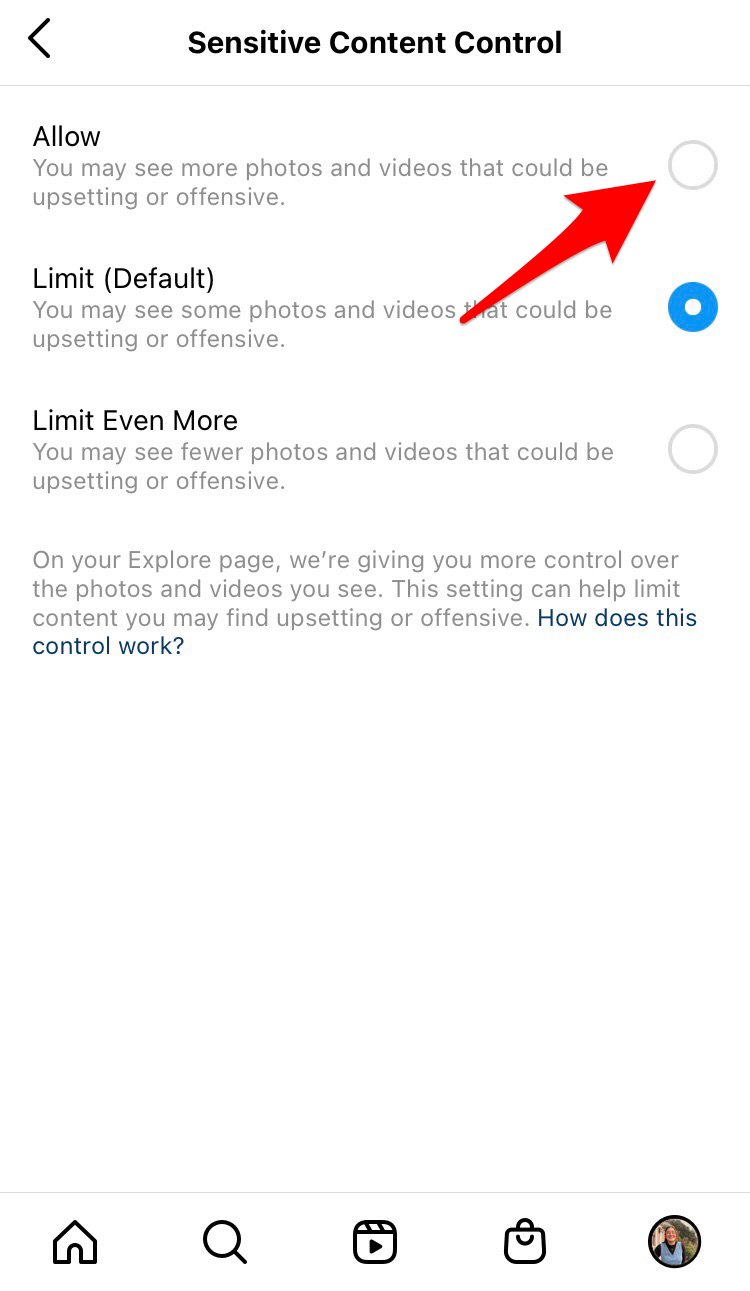 Sensitive Content Control
Allow
You may see more photos and videos that could be
upsetting or offensive.
Limit (Default)
You may see some photos and videos that could be
upsetting or offensive.
Limit Even More
You may see fewer photos and videos that could be
upsetting or offensive.
On your Explore page, we’re giving you more control over
the photos and videos you see. This setting can help limit
content you may find upsetting or offensive. How does this
control work?